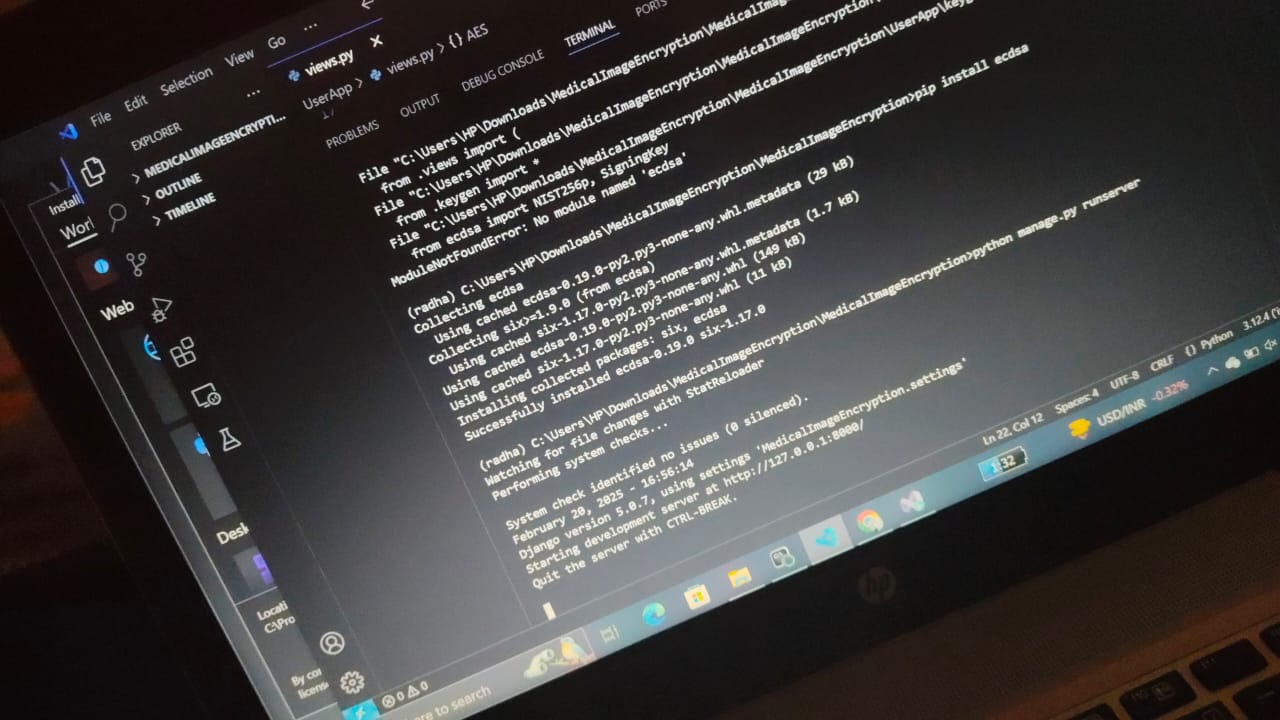 File Edit Selection View Go ...
EXPLORER
...
MEDICALIMAGEENCRYPTI...
OUTLINE
TIMELINE
views.py
UserApp > views.py > {} AES
PROBLEMS OUTPUT DEBUG CONSOLE TERMINAL PORTS
File "C:\Users\HP\Downloads\MedicalImageEncryption\MedicalIma
from .views import (
File "C:\Users\HP\Downloads\MedicalImageEncryption\MedicalImageEncryption
from .keygen import *
File "C:\Users\HP\Downloads\MedicalImageEncryption\MedicalImageEncryption\UserApp\key
from ecdsa import NIST256p, SigningKey
ModuleNotFoundError: No module named 'ecdsa'
(radha) C:\Users\HP\Downloads\MedicalImageEncryption\MedicalImageEncryption>pip install ecdsa
Collecting ecdsa
Using cached ecdsa-0.19.0-py2.py3-none-any.whl.metadata (29 kB)
Collecting six>=1.9.0 (from ecdsa)
Using cached six-1.17.0-py2.py3-none-any.whl.metadata (1.7 kB)
Using cached ecdsa-0.19.0-py2.py3-none-any.whl (149 kB)
Using cached six-1.17.0-py2.py3-none-any.whl (11 kB)
Installing collected packages: six, ecdsa
Successfully installed ecdsa-0.19.0 six-1.17.0
(radha) C:\Users\HP\Downloads\MedicalImageEncryption\MedicalImageEncryption>python manage.py runserver
Watching for file changes with StatReloader
Performing system checks...
System check identified no issues (0 silenced).
February 20, 2025 - 16:56:14
Django version 5.0.7, using settings 'MedicalImageEncryption.settings'
Starting development server at http://127.0.0.1:8000/
Quit the server with CTRL-BREAK.
Install
Wor
Web
Desk
Locati
C:\Pro
By co
licens
0 0
Ln 22, Col 12 Spaces: 4 UTF-8 CRLF {} Python 3.12.4
here to search
1:32
USD/INR -0.32%
hp